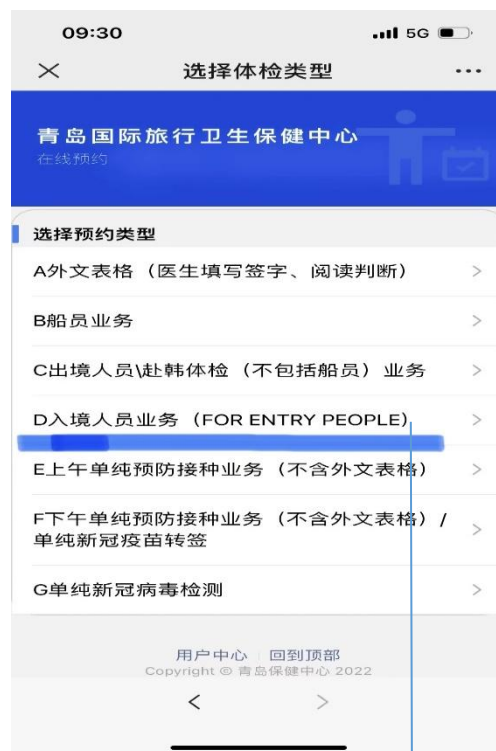 09:30
5G
选择体检类型
青岛国际旅行卫生保健中心
在线预约
选择预约类型
A外文表格（医生填写签字、阅读判断）
B船员业务
C出境人员\赴韩体检（不包括船员）业务
D入境人员业务（FOR ENTRY PEOPLE）
E上午单纯预防接种业务（不含外文表格）
F下午单纯预防接种业务（不含外文表格）/
单纯新冠疫苗转签
G单纯新冠病毒检测
用户中心 回到顶部
Copyright © 青岛保健中心 2022